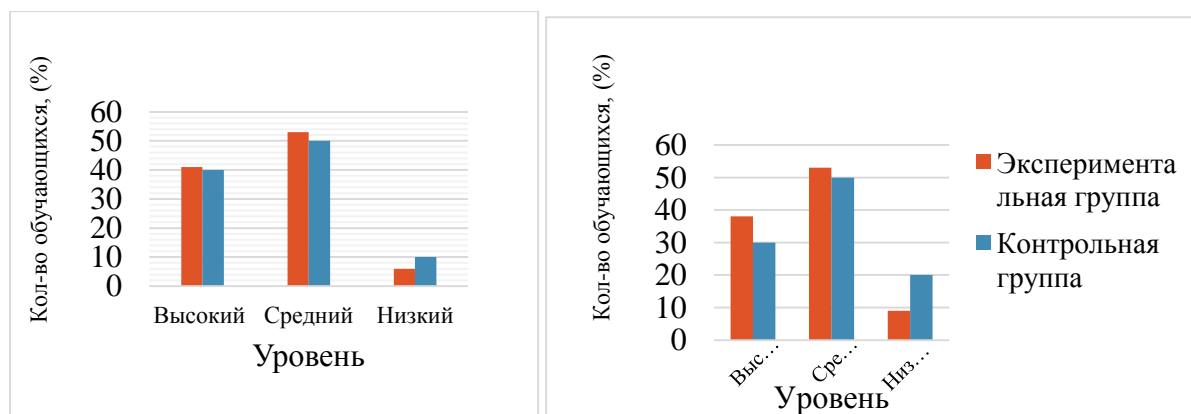 Кол-во обучающихся, (%)
60
50
40
30
20
10
0
Высокий Средний Низкий
Уровень
Кол-во обучающихся, (%)
60
50
40
30
20
10
0
Выс... Сре... Низ...
Уровень
Эксперимента
льная группа
Контрольная
группа